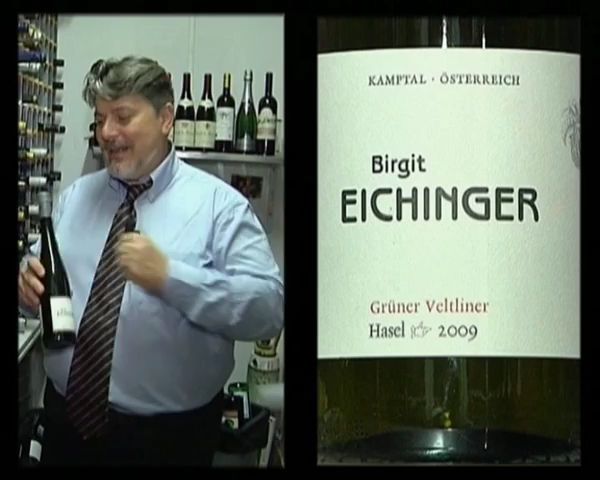 KAMPTAL · ÖSTERREICH
Birgit
EICHINGER
Grüner Veltliner
Hasel 2009